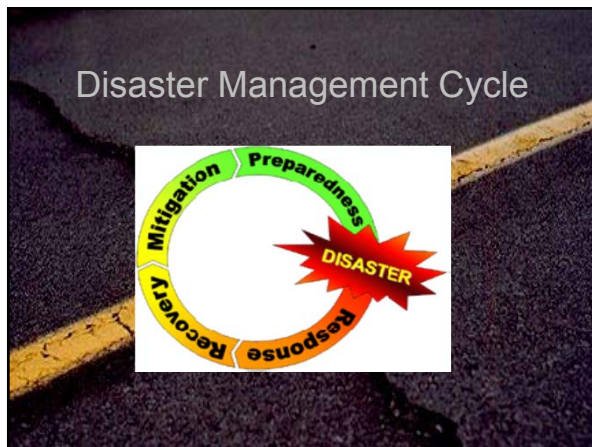 Disaster Management Cycle
Mitigation
Preparedness
DISASTER
Response
Recovery